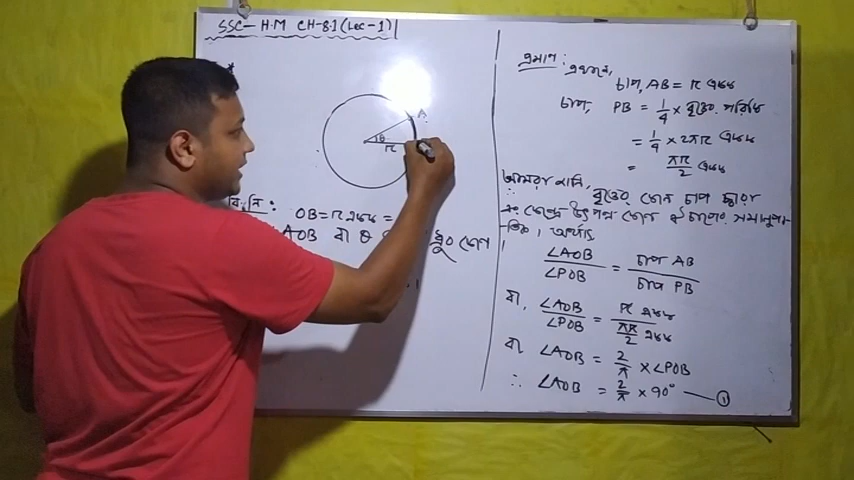 SSC- H.M CH-8.1 (Lec-1)
*
A
θ
r
বি:নি:
OB = r একক =
AOB বা θ
ধ্রুব কোণ
প্রমাণ: এখানে,
চাপ, AB = r একক
চাপ, PB = 1/4 × বৃত্তের পরিধি
= 1/4 × 2πr একক
= πr/2 একক
আমরা জানি, বৃত্তের কোন চাপ দ্বারা
কেন্দ্রে উৎপন্ন কোণ ঐ চাপের সমানুপা-
তিক। অর্থাৎ
∠AOB/∠POB = চাপ AB/চাপ PB
বা, ∠AOB/∠POB = r একক/πr/2 একক
বা ∠AOB = 2/π × ∠POB
∴ ∠AOB = 2/π × 90° — ①